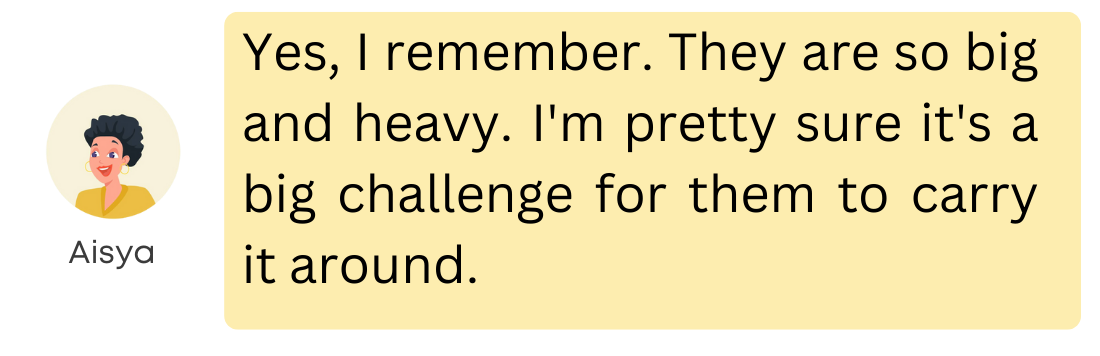 Yes, I remember. They are so big
and heavy. I'm pretty sure it's a
big challenge for them to carry
it around.
Aisya